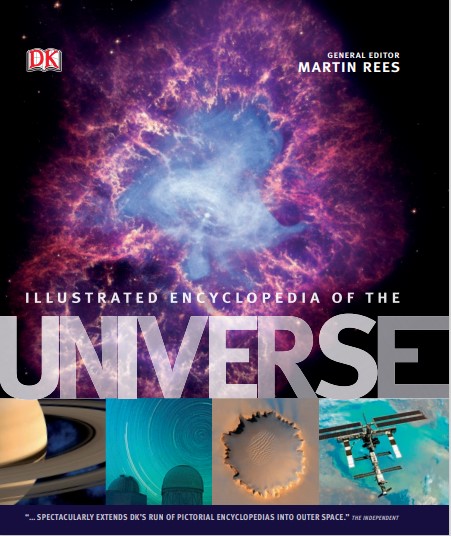 DK
GENERAL EDITOR
MARTIN REES
ILLUSTRATED ENCYCLOPEDIA OF THE
UNIVERSE
"... SPECTACULARLY EXTENDS DK'S RUN OF PICTORIAL ENCYCLOPEDIAS INTO OUTER SPACE." THE INDEPENDENT